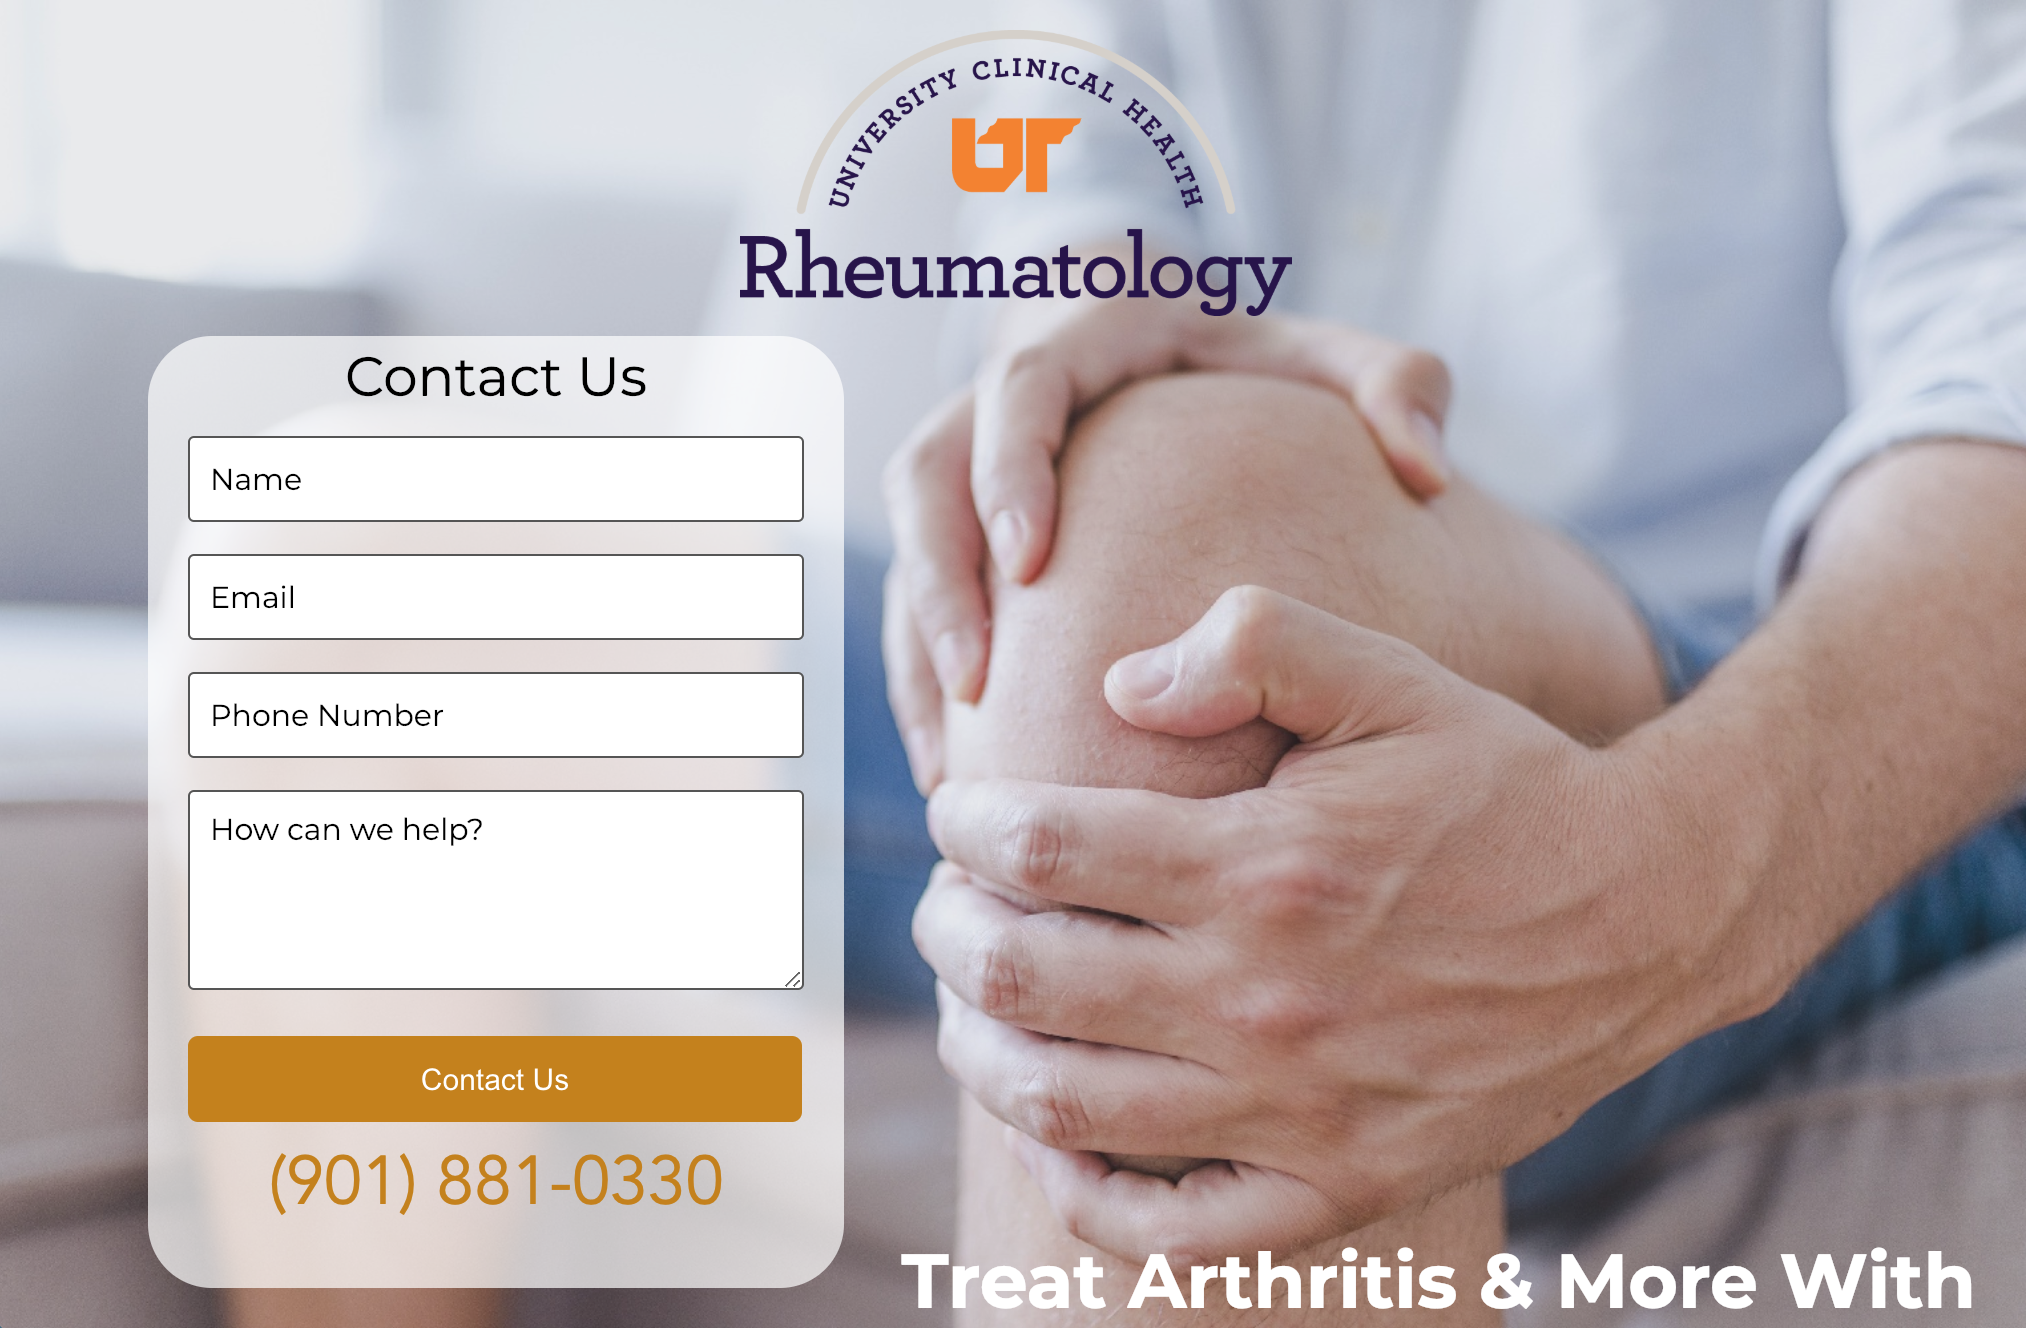 UNIVERSITY CLINICAL HEALTH
UT
Rheumatology
Contact Us
Name
Email
Phone Number
How can we help?
Contact Us
(901) 881-0330
Treat Arthritis & More With